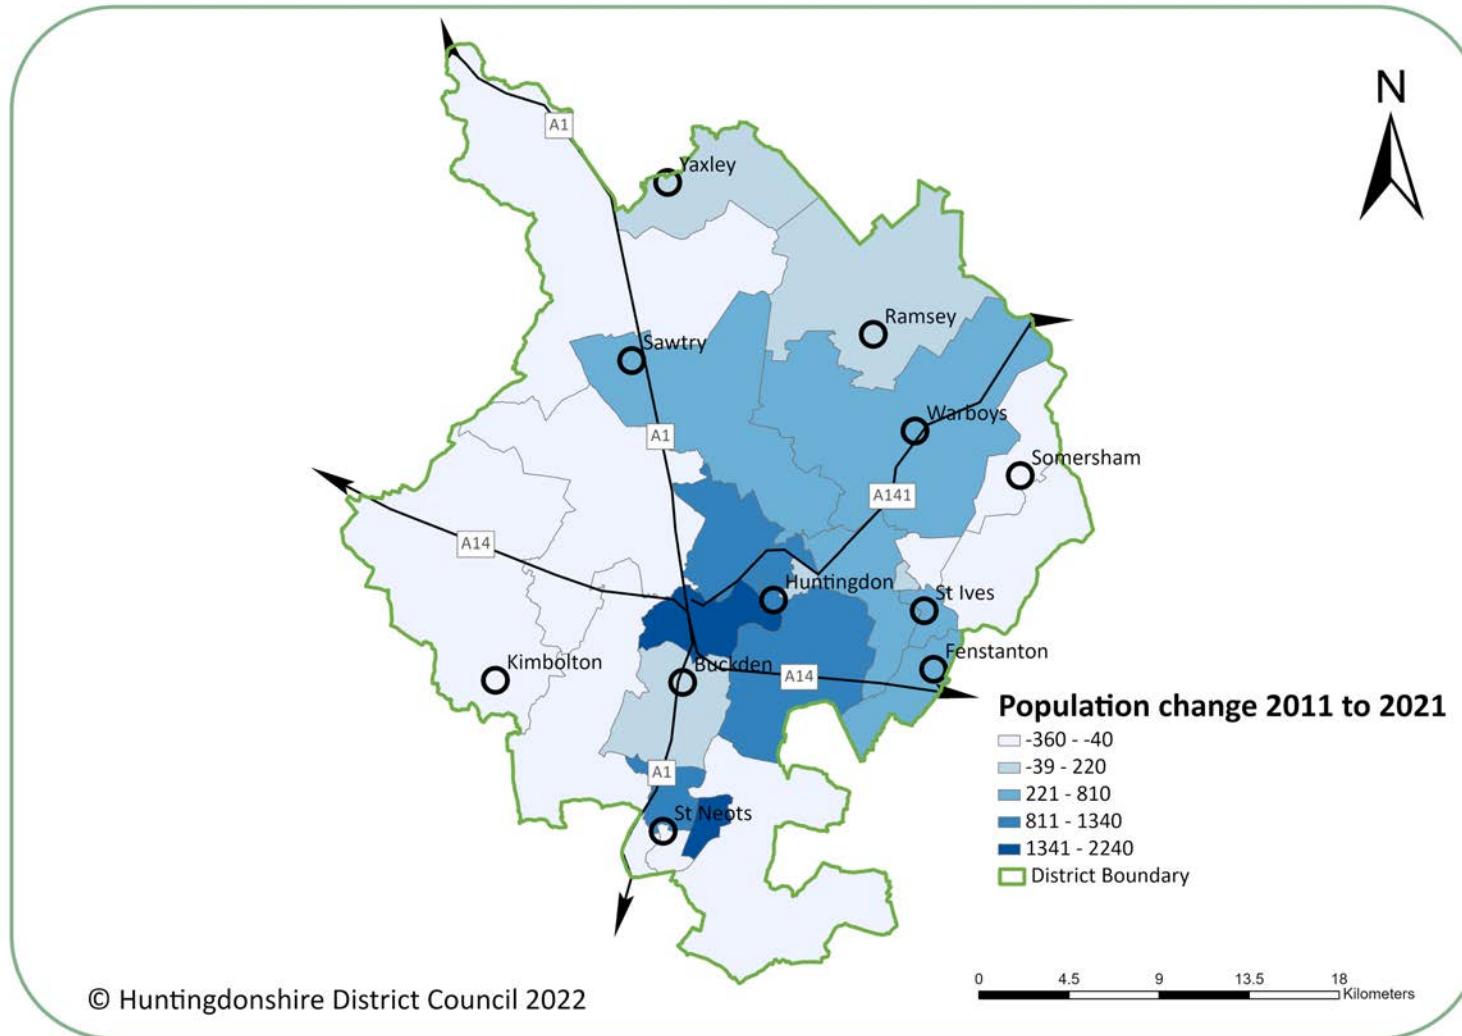 N
A1
Yaxley
Ramsey
Sawtry
Warboys
A1
Somersham
A141
A14
Huntingdon
St Ives
Kimbolton
Buckden
Fenstanton
A14
A1
St Neots
Population change 2011 to 2021
-360 - -40
-39 - 220
221 - 810
811 - 1340
1341 - 2240
District Boundary
0 4.5 9 13.5 18
Kilometers
© Huntingdonshire District Council 2022